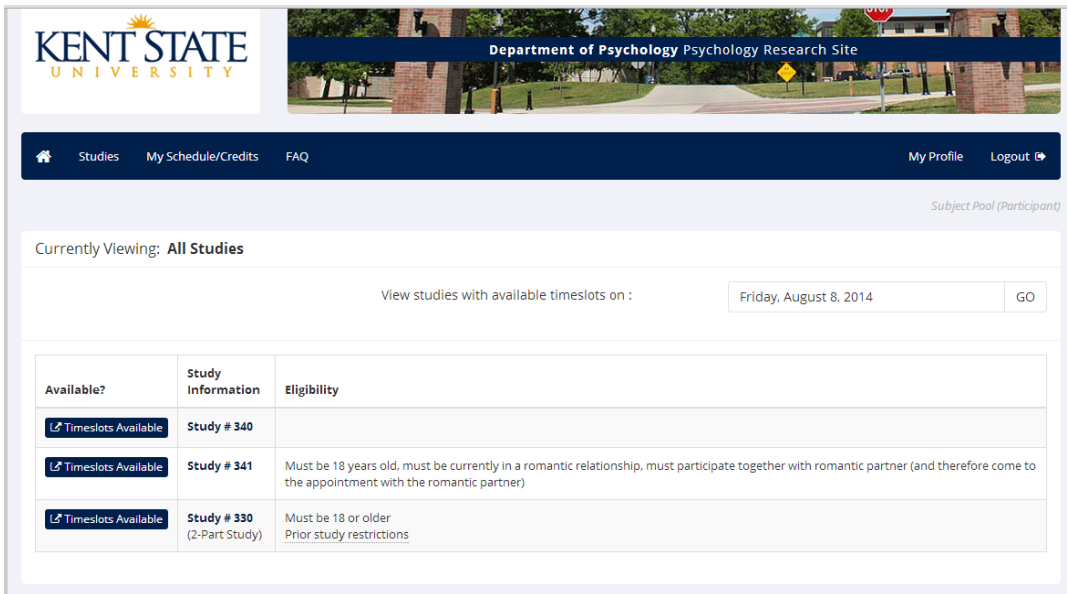 KENT STATE
UNIVERSITY
Department of Psychology Psychology Research Site
STOP
Studies
My Schedule/Credits
FAQ
My Profile
Logout
Subject Pool (Participant)
Currently Viewing: All Studies
View studies with available timeslots on :
Friday, August 8, 2014
GO
Available?
Study
Information
Eligibility
Timeslots Available
Study # 340
Timeslots Available
Study # 341
Must be 18 years old, must be currently in a romantic relationship, must participate together with romantic partner (and therefore come to
the appointment with the romantic partner)
Timeslots Available
Study # 330
(2-Part Study)
Must be 18 or older
Prior study restrictions